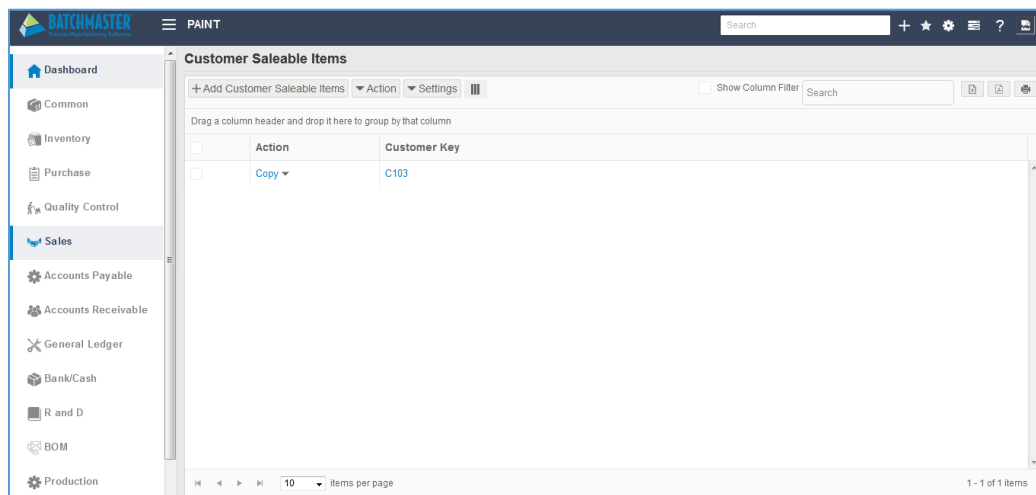 BATCHMASTER
Process Manufacturing Software
PAINT
Search
Dashboard
Common
Inventory
Purchase
Quality Control
Sales
Accounts Payable
Accounts Receivable
General Ledger
Bank/Cash
R and D
BOM
Production
Customer Saleable Items
+ Add Customer Saleable Items Action Settings
Show Column Filter Search
Drag a column header and drop it here to group by that column
Action Customer Key
Copy C103
10 items per page
1 - 1 of 1 items